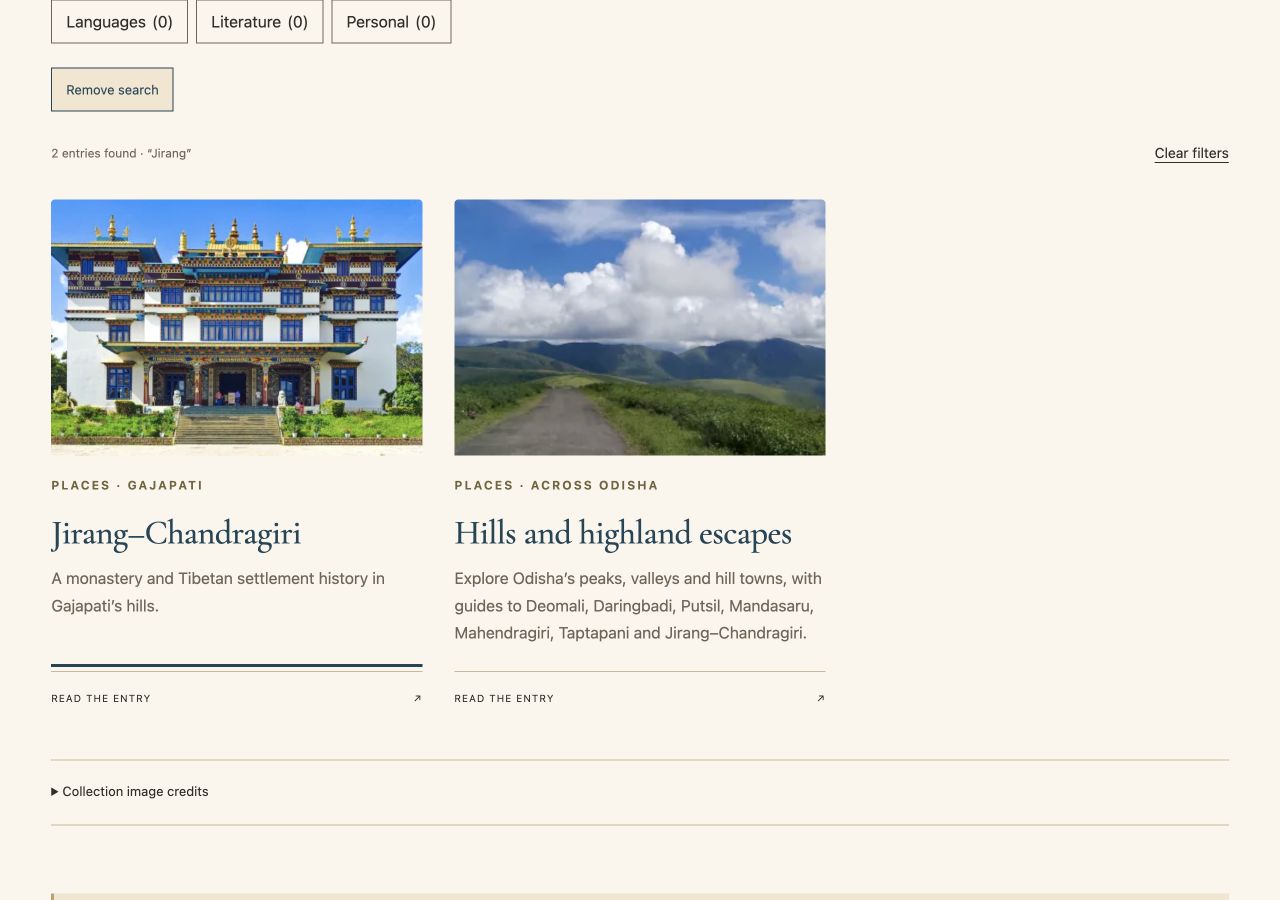 Languages (0) Literature (0) Personal (0)
Remove search
2 entries found · “Jirang” Clear filters
PLACES · GAJAPATI
Jirang–Chandragiri
A monastery and Tibetan settlement history in
Gajapati’s hills.
READ THE ENTRY ↗
PLACES · ACROSS ODISHA
Hills and highland escapes
Explore Odisha’s peaks, valleys and hill towns, with
guides to Deomali, Daringbadi, Putsil, Mandasaru,
Mahendragiri, Taptapani and Jirang–Chandragiri.
READ THE ENTRY ↗
Collection image credits